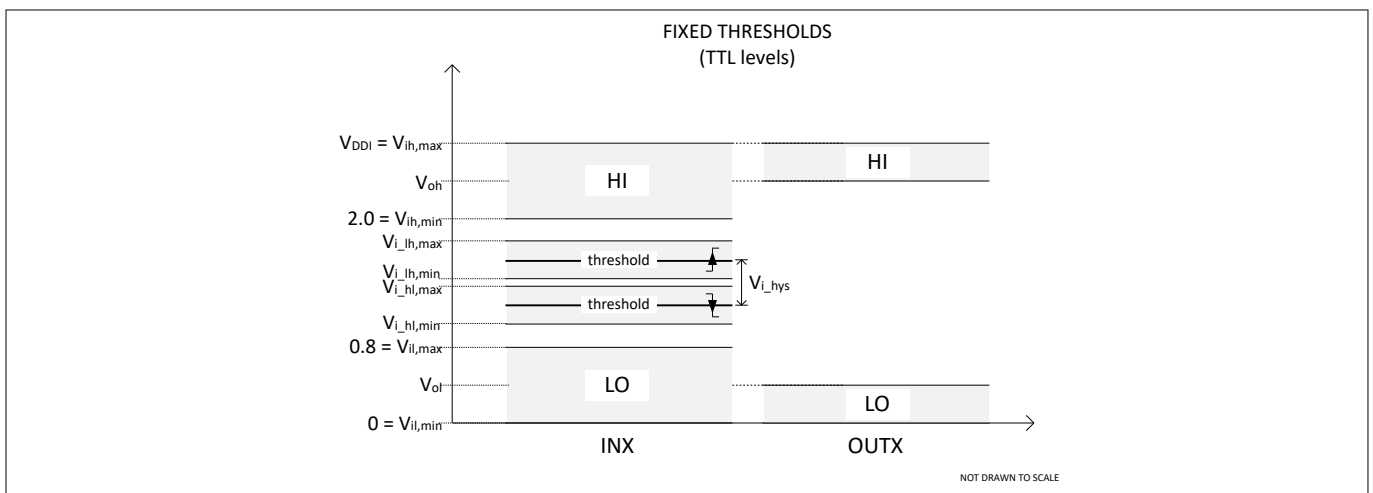 FIXED THRESHOLDS
(TTL levels)
VDDI = Vih,max
HI
HI
Voh
2.0 = Vih,min
Vi_lh,max
threshold
Vi_lh,min
Vi_hl,max
Vi_hys
threshold
Vi_hl,min
0.8 = Vil,max
LO
Vol
LO
0 = Vil,min
INX
OUTX
NOT DRAWN TO SCALE